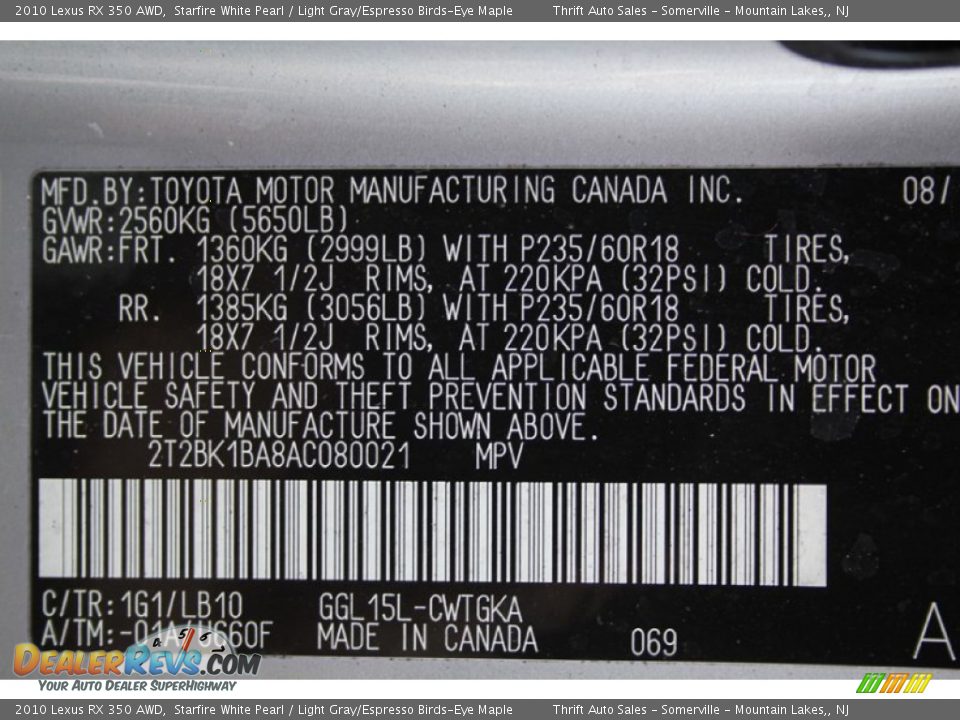 2010 Lexus RX 350 AWD, Starfire White Pearl / Light Gray/Espresso Birds-Eye Maple Thrift Auto Sales - Somerville - Mountain Lakes,, NJ
MFD.BY:TOYOTA MOTOR MANUFACTURING CANADA INC. 08/
GVWR:2560KG (5650LB)
GAWR:FRT. 1360KG (2999LB) WITH P235/60R18 TIRES,
18X7 1/2J RIMS, AT 220KPA (32PSI) COLD.
RR. 1385KG (3056LB) WITH P235/60R18 TIRES,
18X7 1/2J RIMS, AT 220KPA (32PSI) COLD.
THIS VEHICLE CONFORMS TO ALL APPLICABLE FEDERAL MOTOR
VEHICLE SAFETY AND THEFT PREVENTION STANDARDS IN EFFECT ON
THE DATE OF MANUFACTURE SHOWN ABOVE.
2T2BK1BA8AC080021 MPV
C/TR:1G1/LB10 GGL15L-CWTGKA
A/TM: MADE IN CANADA 069 A
4 5 6 7
DEALERREVS.COM
YOUR AUTO DEALER SUPERHIGHWAY
2010 Lexus RX 350 AWD, Starfire White Pearl / Light Gray/Espresso Birds-Eye Maple Thrift Auto Sales - Somerville - Mountain Lakes,, NJ